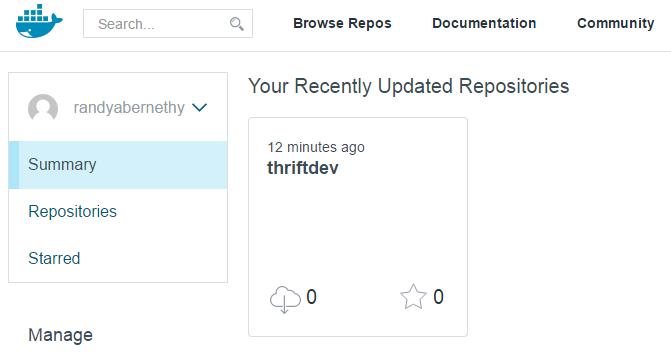 Search...
Browse Repos
Documentation
Community
randyabernethy
Summary
Repositories
Starred
Manage
Your Recently Updated Repositories
12 minutes ago
thriftdev
0
0